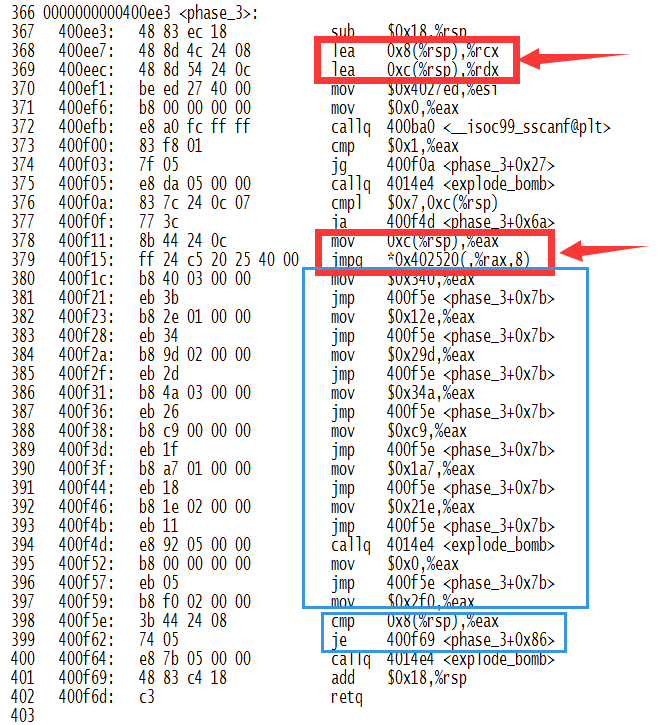 366 0000000000400ee3 <phase_3>:
367 400ee3: 48 83 ec 18 sub $0x18,%rsp
368 400ee7: 48 8d 4c 24 08 lea 0x8(%rsp),%rcx
369 400eec: 48 8d 54 24 0c lea 0xc(%rsp),%rdx
370 400ef1: be ed 27 40 00 mov $0x4027ed,%esi
371 400ef6: b8 00 00 00 00 mov $0x0,%eax
372 400efb: e8 a0 fc ff ff callq 400ba0 <__isoc99_sscanf@plt>
373 400f00: 83 f8 01 cmp $0x1,%eax
374 400f03: 7f 05 jg 400f0a <phase_3+0x27>
375 400f05: e8 da 05 00 00 callq 4014e4 <explode_bomb>
376 400f0a: 83 7c 24 0c 07 cmpl $0x7,0xc(%rsp)
377 400f0f: 77 3c ja 400f4d <phase_3+0x6a>
378 400f11: 8b 44 24 0c mov 0xc(%rsp),%eax
379 400f15: ff 24 c5 20 25 40 00 jmpq *0x402520(,%rax,8)
380 400f1c: b8 40 03 00 00 mov $0x340,%eax
381 400f21: eb 3b jmp 400f5e <phase_3+0x7b>
382 400f23: b8 2e 01 00 00 mov $0x12e,%eax
383 400f28: eb 34 jmp 400f5e <phase_3+0x7b>
384 400f2a: b8 9d 02 00 00 mov $0x29d,%eax
385 400f2f: eb 2d jmp 400f5e <phase_3+0x7b>
386 400f31: b8 4a 03 00 00 mov $0x34a,%eax
387 400f36: eb 26 jmp 400f5e <phase_3+0x7b>
388 400f38: b8 c9 00 00 00 mov $0xc9,%eax
389 400f3d: eb 1f jmp 400f5e <phase_3+0x7b>
390 400f3f: b8 a7 01 00 00 mov $0x1a7,%eax
391 400f44: eb 18 jmp 400f5e <phase_3+0x7b>
392 400f46: b8 1e 02 00 00 mov $0x21e,%eax
393 400f4b: eb 11 jmp 400f5e <phase_3+0x7b>
394 400f4d: e8 92 05 00 00 callq 4014e4 <explode_bomb>
395 400f52: b8 00 00 00 00 mov $0x0,%eax
396 400f57: eb 05 jmp 400f5e <phase_3+0x7b>
397 400f59: b8 f0 02 00 00 mov $0x2f0,%eax
398 400f5e: 3b 44 24 08 cmp 0x8(%rsp),%eax
399 400f62: 74 05 je 400f69 <phase_3+0x86>
400 400f64: e8 7b 05 00 00 callq 4014e4 <explode_bomb>
401 400f69: 48 83 c4 18 add $0x18,%rsp
402 400f6d: c3 retq
403